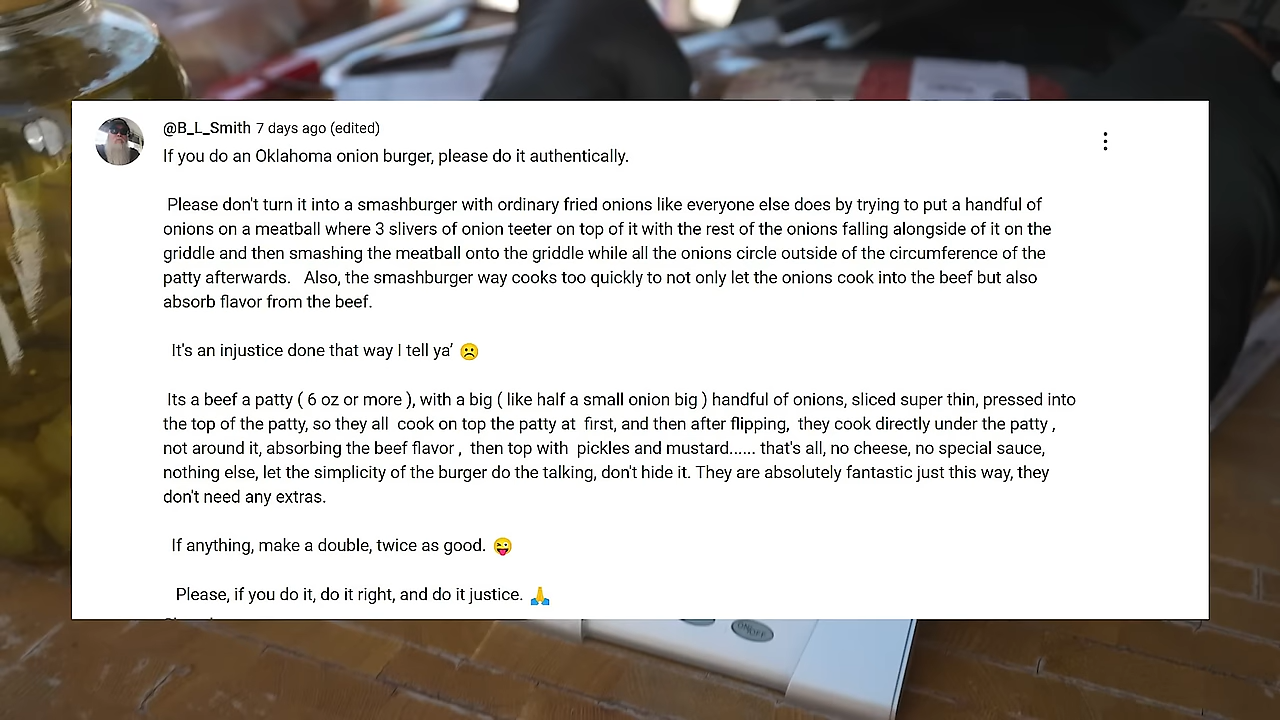 @B_L_Smith 7 days ago (edited)
If you do an Oklahoma onion burger, please do it authentically.
Please don't turn it into a smashburger with ordinary fried onions like everyone else does by trying to put a handful of
onions on a meatball where 3 slivers of onion teeter on top of it with the rest of the onions falling alongside of it on the
griddle and then smashing the meatball onto the griddle while all the onions circle outside of the circumference of the
patty afterwards.   Also, the smashburger way cooks too quickly to not only let the onions cook into the beef but also
absorb flavor from the beef.
It's an injustice done that way I tell ya' ☹️
Its a beef a patty ( 6 oz or more ), with a big ( like half a small onion big ) handful of onions, sliced super thin, pressed into
the top of the patty, so they all  cook on top the patty at  first, and then after flipping,  they cook directly under the patty ,
not around it, absorbing the beef flavor ,  then top with  pickles and mustard...... that's all, no cheese, no special sauce,
nothing else, let the simplicity of the burger do the talking, don't hide it. They are absolutely fantastic just this way, they
don't need any extras.
If anything, make a double, twice as good. 😜
Please, if you do it, do it right, and do it justice. 🙏
ON/OFF